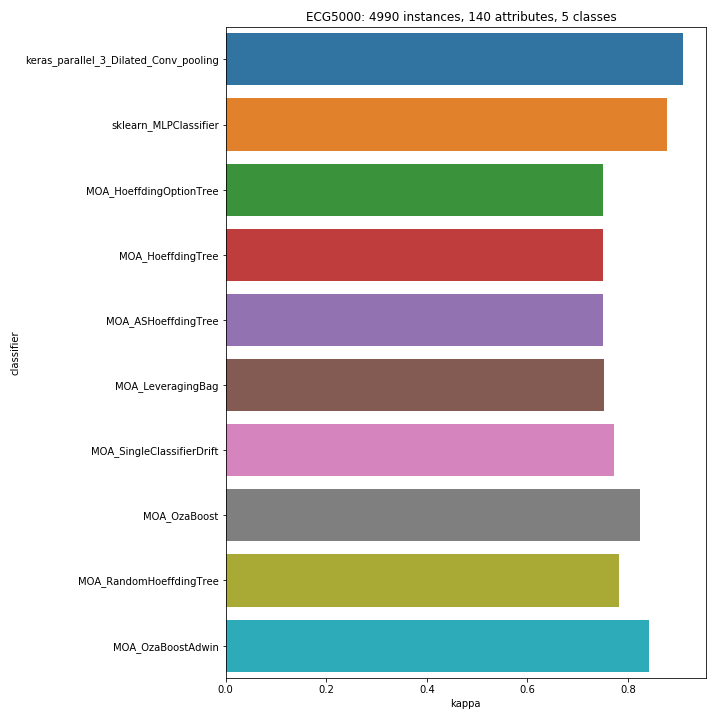 ECG5000: 4990 instances, 140 attributes, 5 classes
keras_parallel_3_Dilated_Conv_pooling
sklearn_MLPClassifier
MOA_HoeffdingOptionTree
MOA_HoeffdingTree
MOA_ASHoeffdingTree
MOA_LeveragingBag
MOA_SingleClassifierDrift
MOA_OzaBoost
MOA_RandomHoeffdingTree
MOA_OzaBoostAdwin
classifier
0.0 0.2 0.4 0.6 0.8
kappa